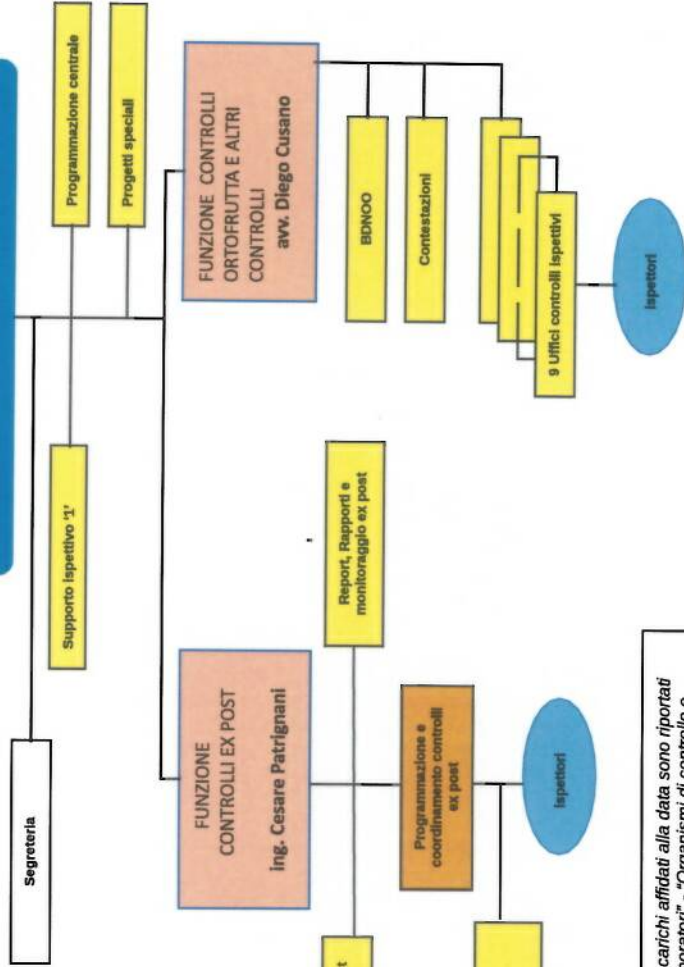 Segreteria
Supporto ispettivo '1'
Programmazione centrale
Progetti speciali
FUNZIONE
CONTROLLI EX POST
ing. Cesare Patrignani
FUNZIONE CONTROLLI
ORTOFRUTTA E ALTRI
CONTROLLI
avv. Diego Cusano
Report, Rapporti e
monitoraggio ex post
Programmazione e
coordinamento controlli
ex post
Ispettori
BDNOO
Contestazioni
9 Uffici controlli ispettivi
Ispettori
t
carichi affidati alla data sono riportati